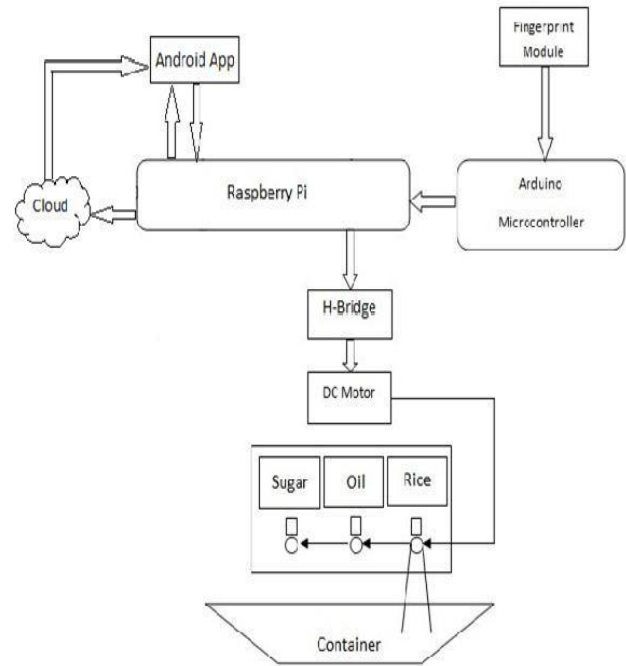 Fingerprint
Module
Android App
Raspberry Pi
Arduino
Microcontroller
Cloud
H-Bridge
DC Motor
Sugar
Oil
Rice
Container